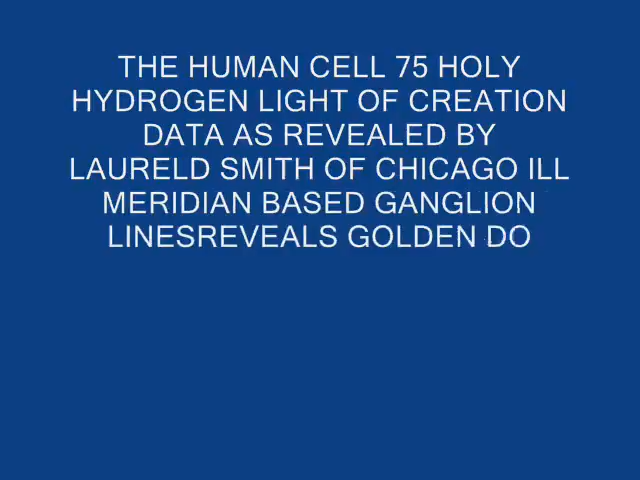 THE HUMAN CELL 75 HOLY
HYDROGEN LIGHT OF CREATION
DATA AS REVEALED BY
LAURELD SMITH OF CHICAGO ILL
MERIDIAN BASED GANGLION
LINESREVEALS GOLDEN DO